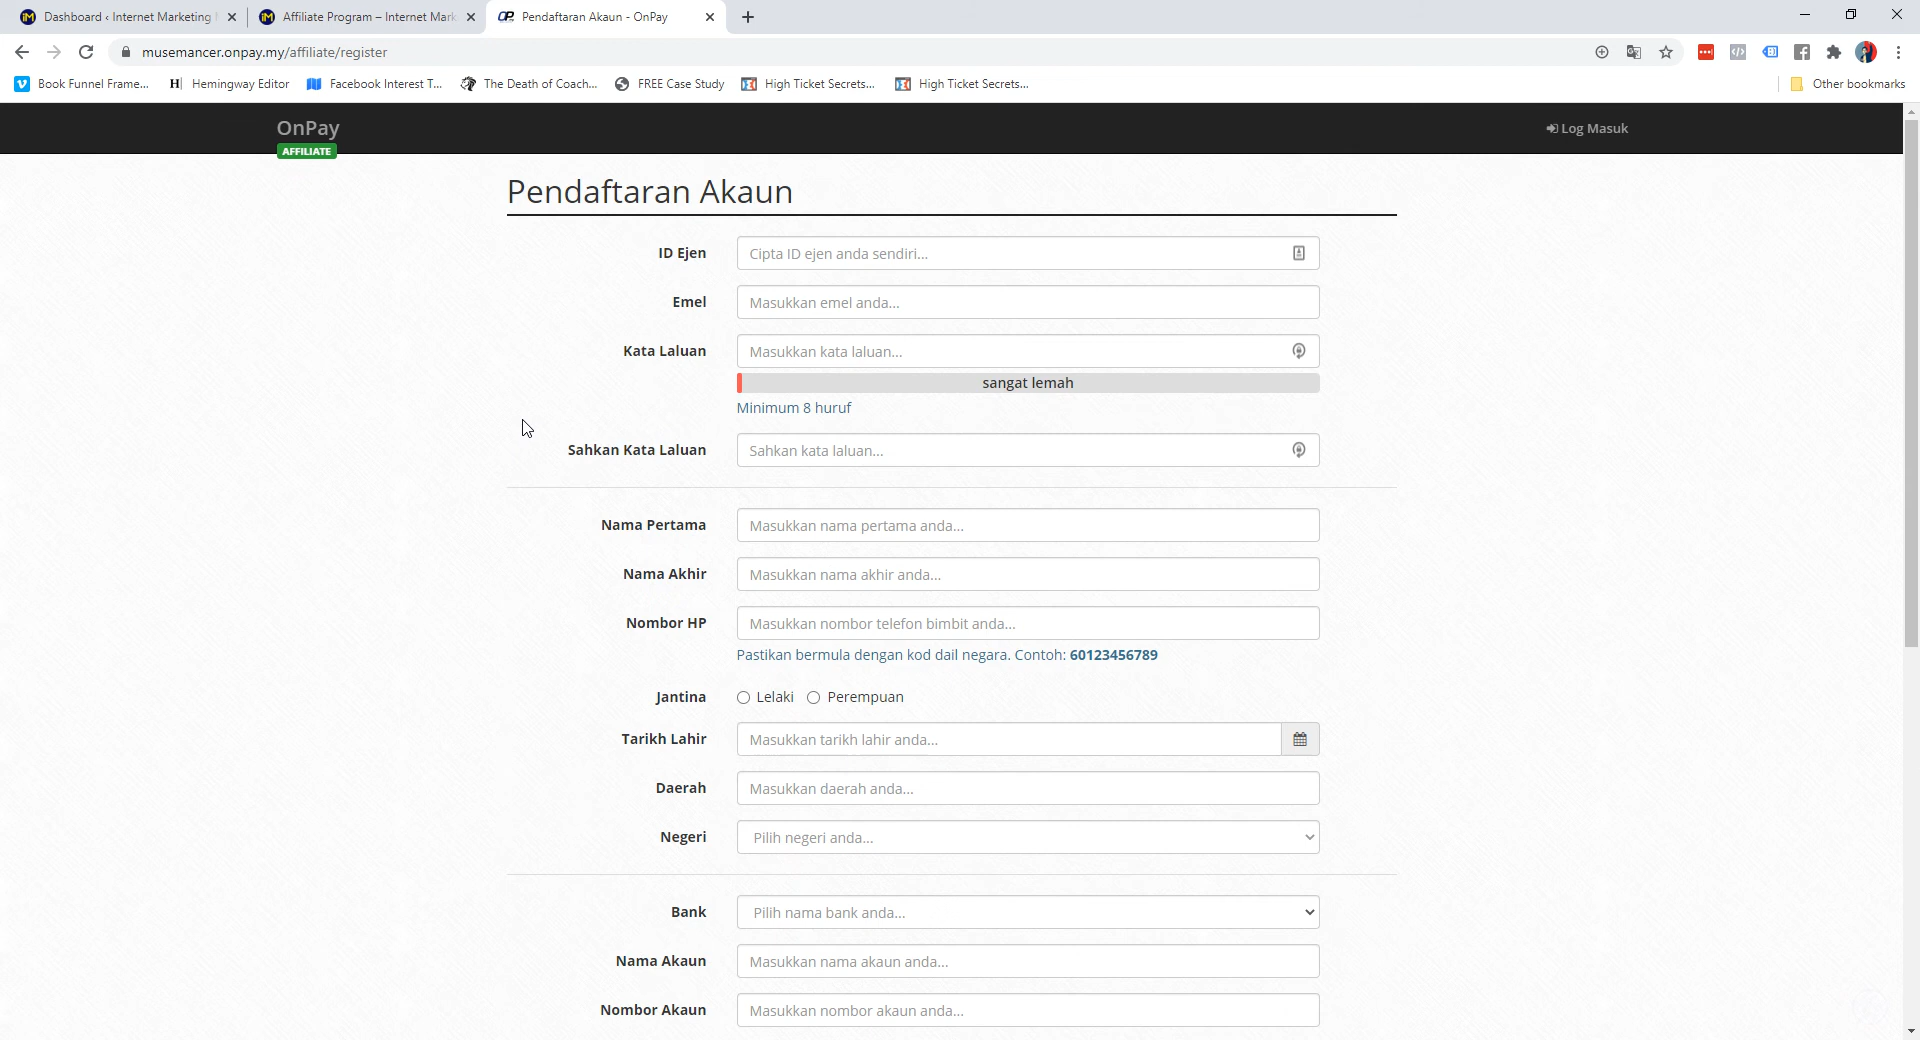 Dashboard ‹ Internet Marketing
Affiliate Program – Internet Mark
Pendaftaran Akaun - OnPay
musemancer.onpay.my/affiliate/register
Book Funnel Frame...
Hemingway Editor
Facebook Interest T...
The Death of Coach...
FREE Case Study
High Ticket Secrets...
High Ticket Secrets...
Other bookmarks
OnPay
AFFILIATE
Log Masuk
Pendaftaran Akaun
ID Ejen
Cipta ID ejen anda sendiri...
Emel
Masukkan emel anda...
Kata Laluan
Masukkan kata laluan...
sangat lemah
Minimum 8 huruf
Sahkan Kata Laluan
Sahkan kata laluan...
Nama Pertama
Masukkan nama pertama anda...
Nama Akhir
Masukkan nama akhir anda...
Nombor HP
Masukkan nombor telefon bimbit anda...
Pastikan bermula dengan kod dail negara. Contoh: 60123456789
Jantina
Lelaki
Perempuan
Tarikh Lahir
Masukkan tarikh lahir anda...
Daerah
Masukkan daerah anda...
Negeri
Pilih negeri anda...
Bank
Pilih nama bank anda...
Nama Akaun
Masukkan nama akaun anda...
Nombor Akaun
Masukkan nombor akaun anda...